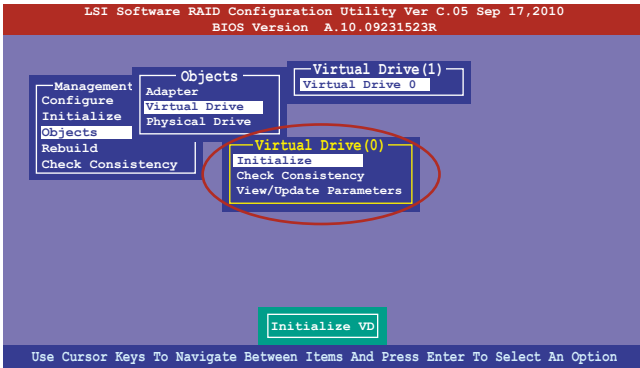 LSI Software RAID Configuration Utility Ver C.05 Sep 17,2010
BIOS Version A.10.09231523R
Management
Configure
Initialize
Objects
Rebuild
Check Consistency
Objects
Adapter
Virtual Drive
Physical Drive
Virtual Drive(1)
Virtual Drive 0
Virtual Drive(0)
Initialize
Check Consistency
View/Update Parameters
Initialize VD
Use Cursor Keys To Navigate Between Items And Press Enter To Select An Option